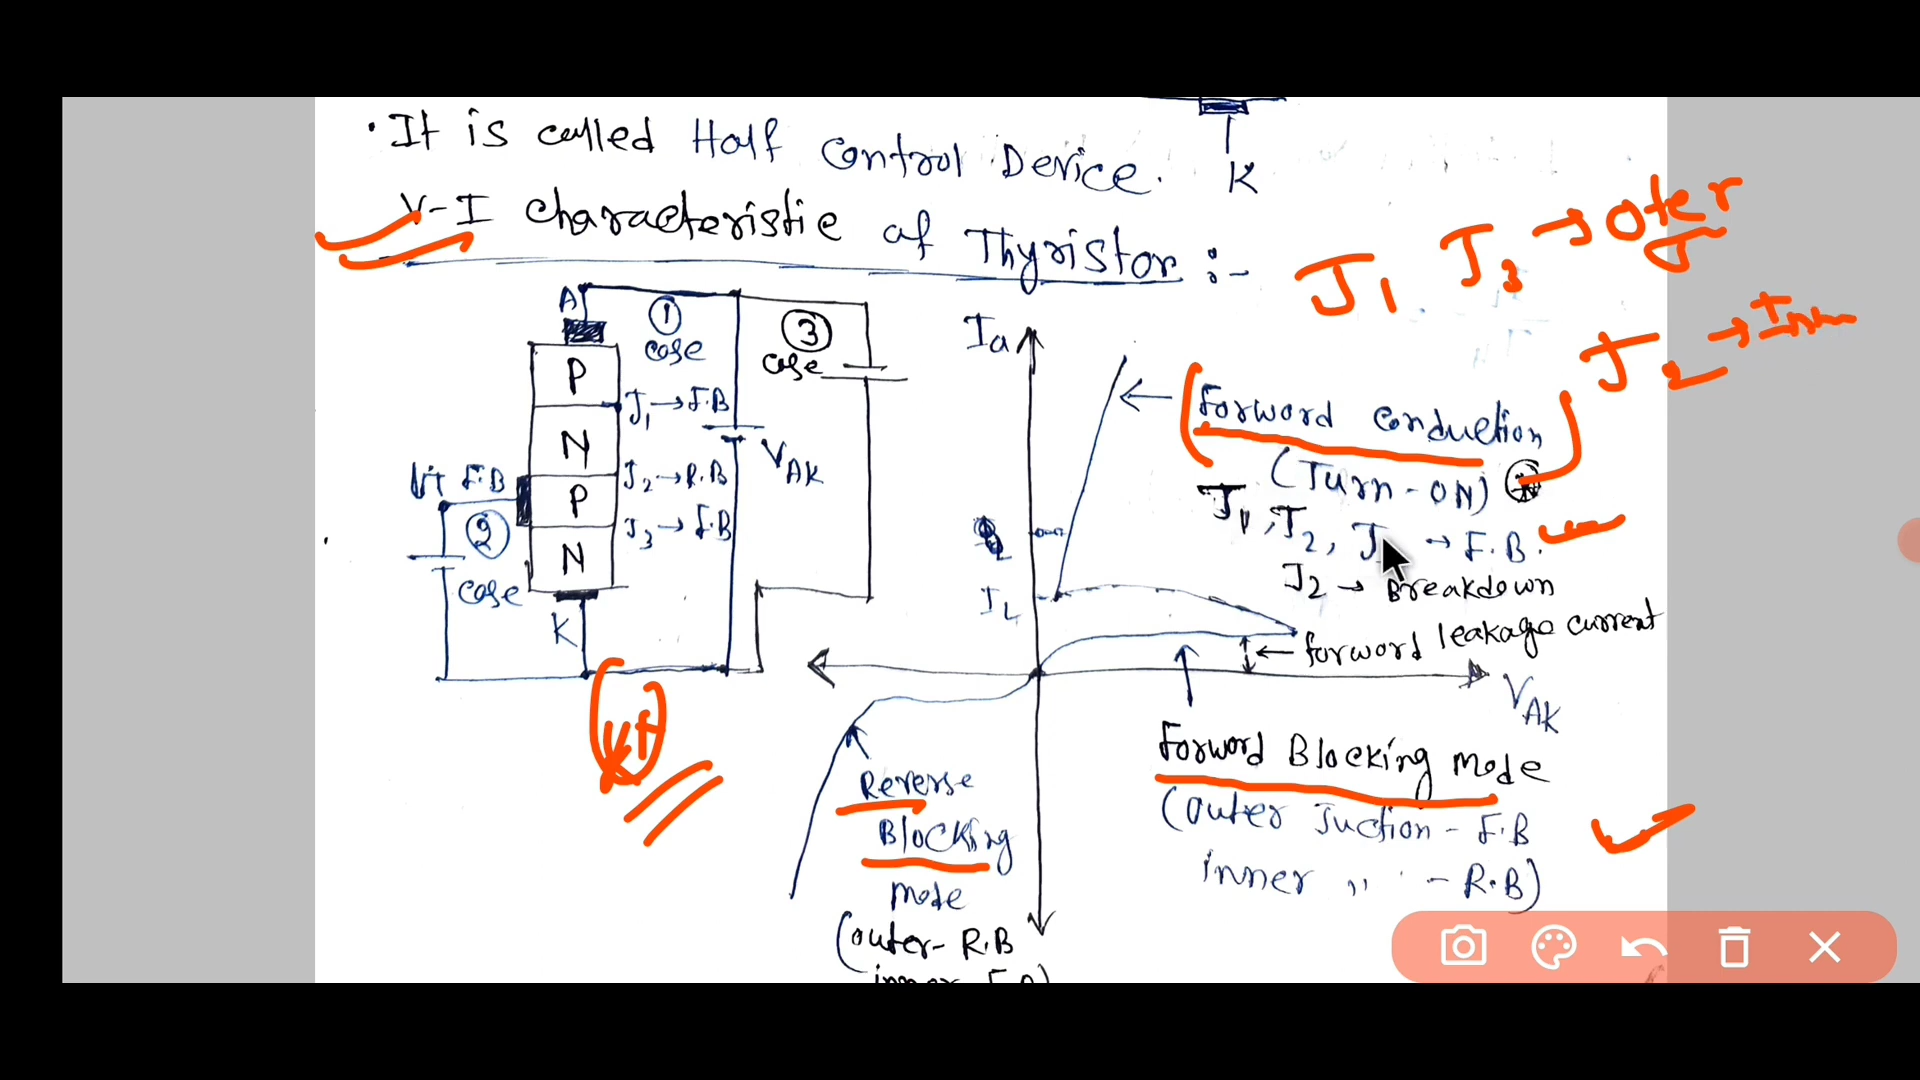 · It is called Half Control Device.
K
V-I characteristic of Thyristor :-
J1 J3 → Oter
J
J2 → Inn
A
① case
③ case
P
N
P
N
J1 → F.B
J2 → R.B
J3 → F.B
VAK
F.B
② case
K
Ia
IL
Forword conduction
(Turn-ON)
J1, J2, J → F.B.
J2 → Breakdown
forword leakage current
VAK
Forword Blocking Mode
(outer Juction - F.B
inner ,, - R.B)
Reverse
Blocking
Mode
(outer- R.B